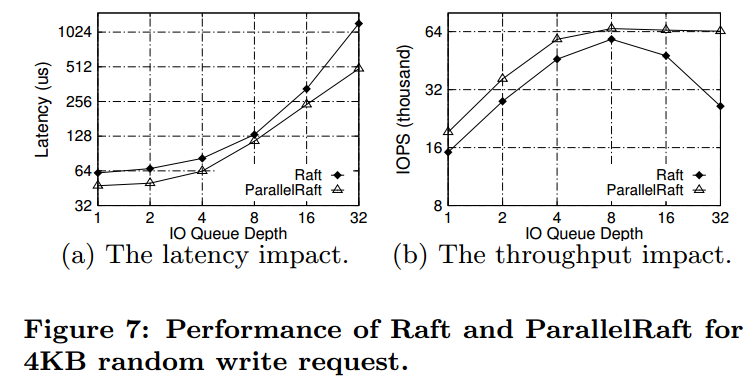 Latency (us)
1024
512
256
128
64
32
1 2 4 8 16 32
IO Queue Depth
Raft
ParallelRaft
(a) The latency impact.
IOPS (thousand)
64
32
16
8
1 2 4 8 16 32
IO Queue Depth
Raft
ParallelRaft
(b) The throughput impact.
Figure 7: Performance of Raft and ParallelRaft for
4KB random write request.